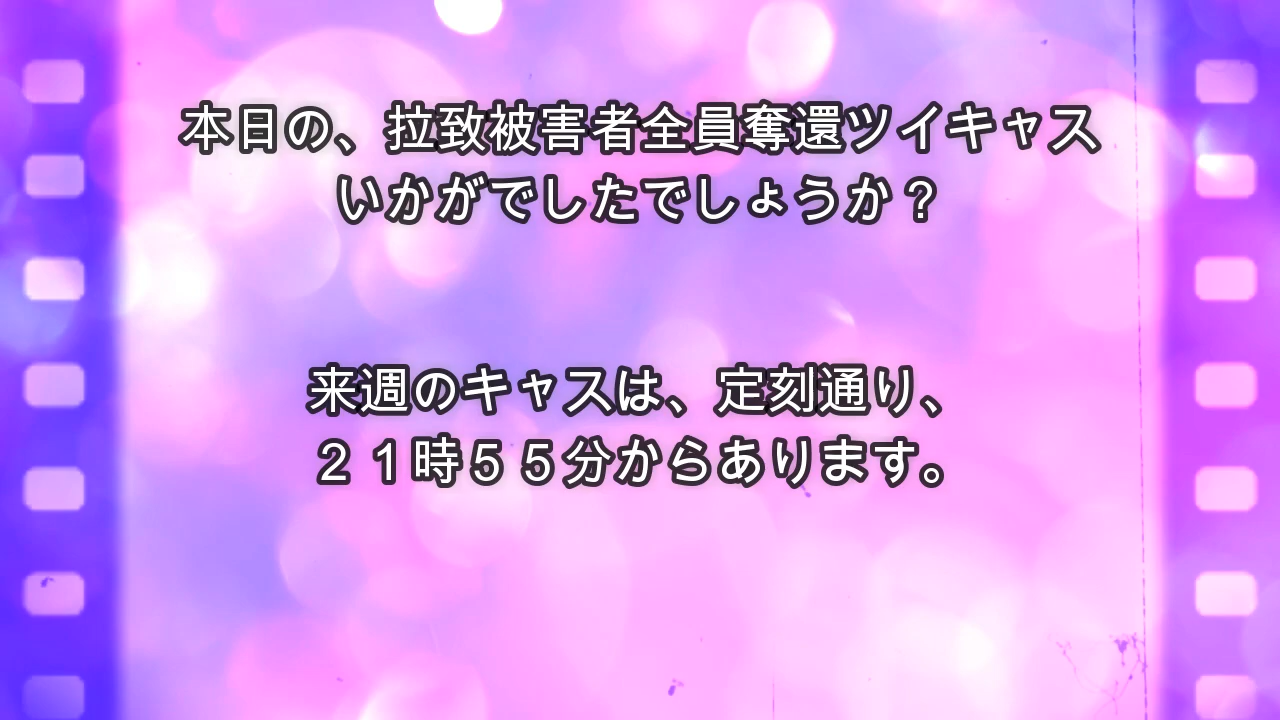 本日の、拉致被害者全員奪還ツイキャス
いかがでしたでしょうか？
来週のキャスは、定刻通り、
２１時５５分からあります。